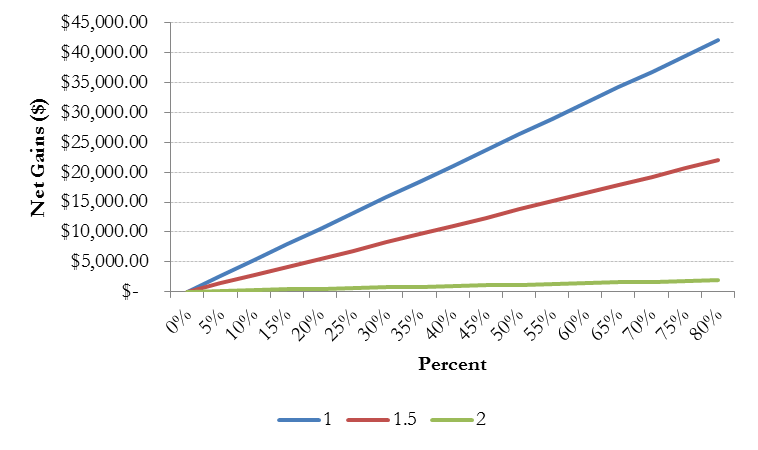 $45,000.00
$40,000.00
$35,000.00
$30,000.00
$25,000.00
$20,000.00
$15,000.00
$10,000.00
$5,000.00
$-
Net Gains ($)
0% 5% 10% 15% 20% 25% 30% 35% 40% 45% 50% 55% 60% 65% 70% 75% 80%
Percent
1 1.5 2